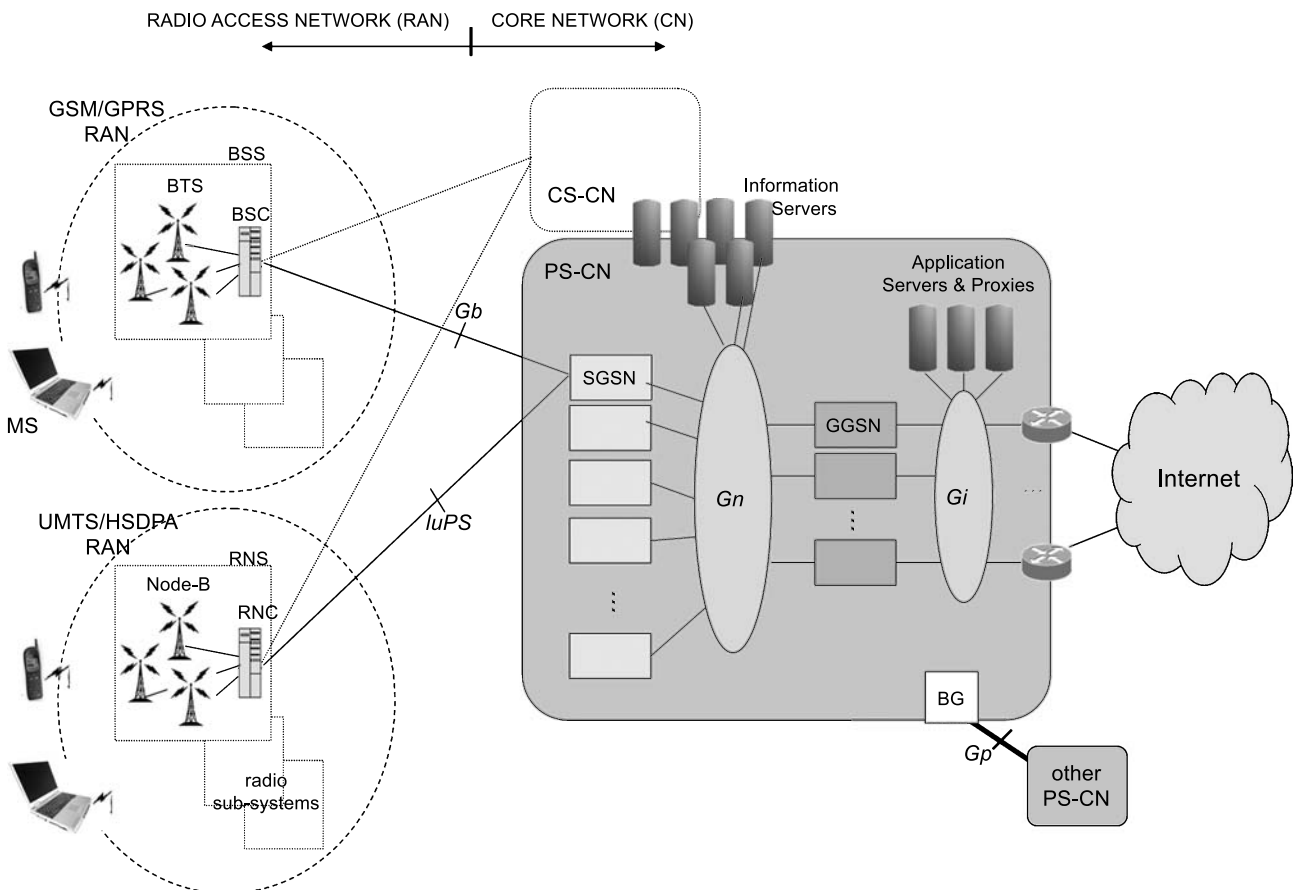 RADIO ACCESS NETWORK (RAN)
CORE NETWORK (CN)
GSM/GPRS
RAN
BSS
BTS
BSC
MS
Gb
CS-CN
Information
Servers
PS-CN
Application
Servers & Proxies
SGSN
...
Gn
GGSN
...
Gi
...
Internet
IuPS
UMTS/HSDPA
RAN
RNS
Node-B
RNC
radio
sub-systems
BG
Gp
other
PS-CN